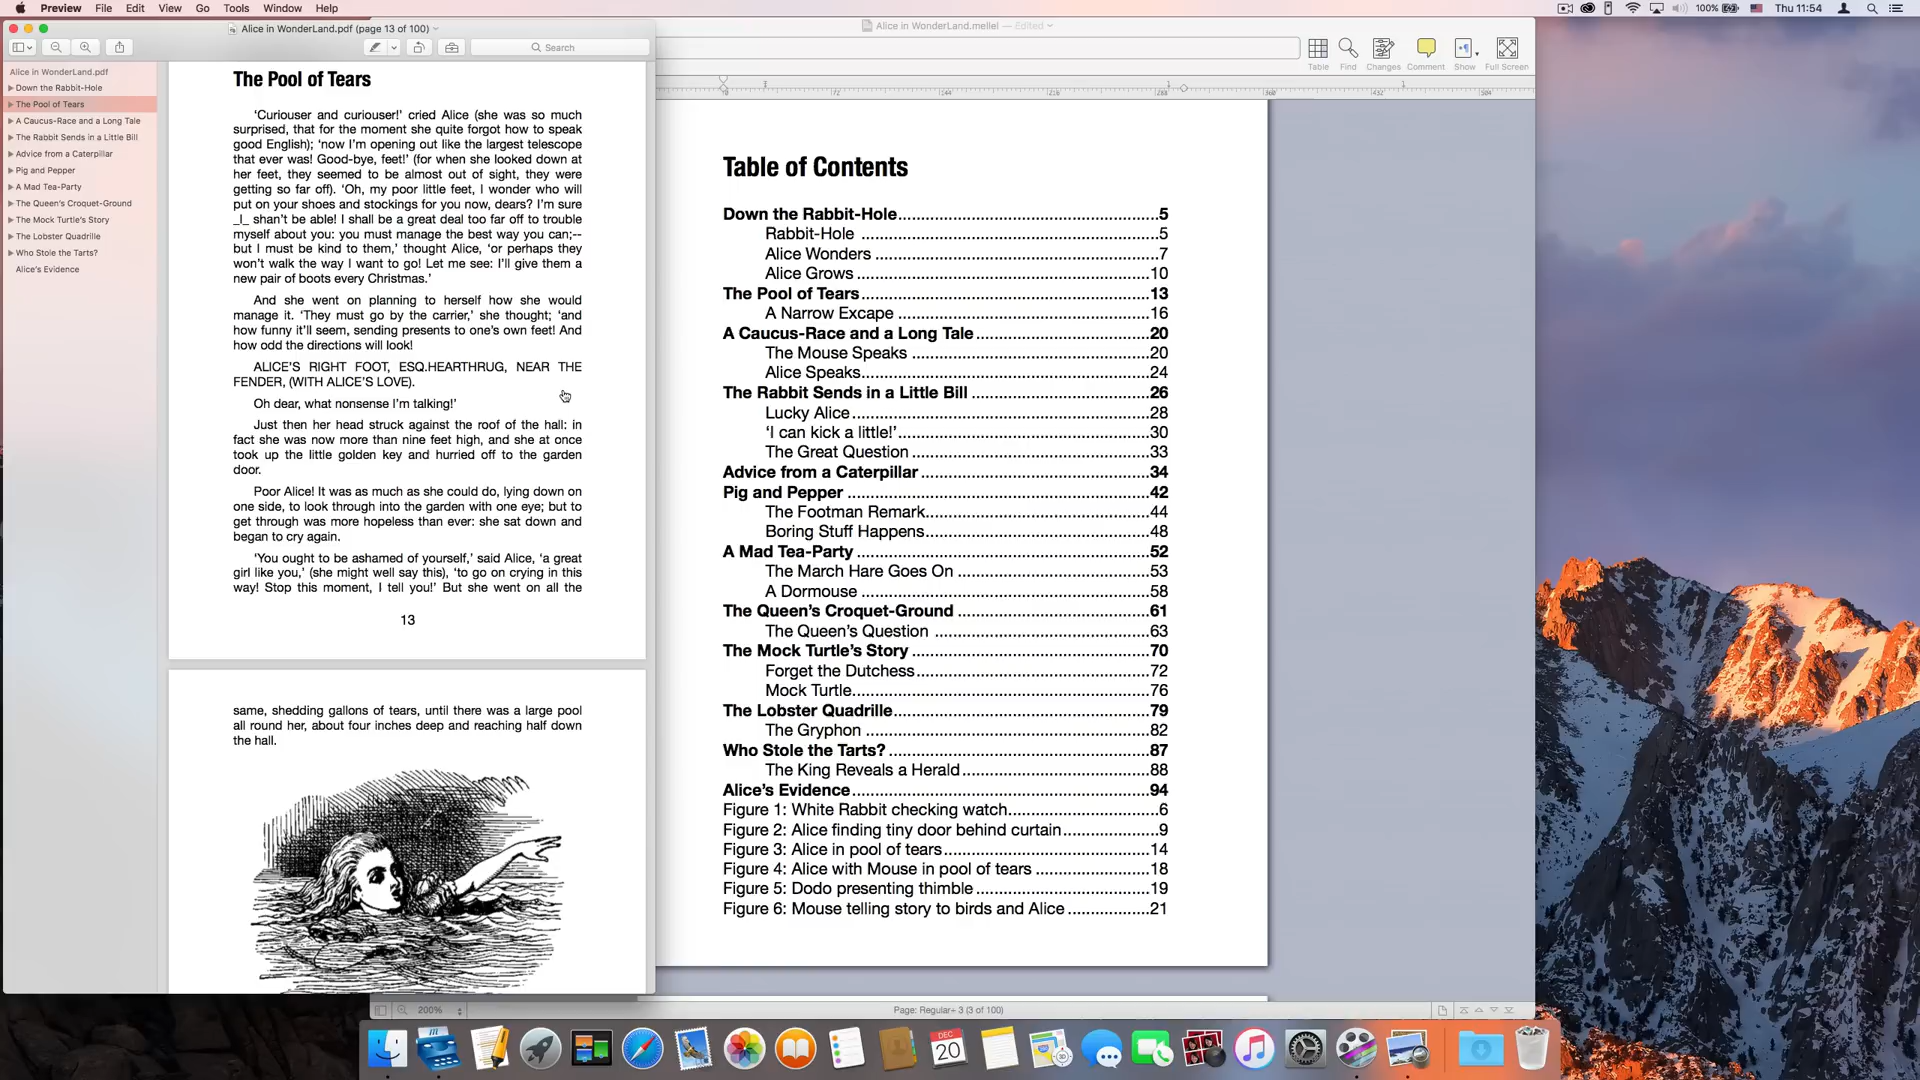 Preview File Edit View Go Tools Window Help
100% Thu 11:54
Alice in WonderLand.pdf (page 13 of 100)
Search
Alice in WonderLand.pdf
Down the Rabbit-Hole
The Pool of Tears
A Caucus-Race and a Long Tale
The Rabbit Sends in a Little Bill
Advice from a Caterpillar
Pig and Pepper
A Mad Tea-Party
The Queen's Croquet-Ground
The Mock Turtle's Story
The Lobster Quadrille
Who Stole the Tarts?
Alice's Evidence
The Pool of Tears
‘Curiouser and curiouser!’ cried Alice (she was so much
surprised, that for the moment she quite forgot how to speak
good English); ‘now I’m opening out like the largest telescope
that ever was! Good-bye, feet!’ (for when she looked down at
her feet, they seemed to be almost out of sight, they were
getting so far off). ‘Oh, my poor little feet, I wonder who will
put on your shoes and stockings for you now, dears? I’m sure
_I_ shan’t be able! I shall be a great deal too far off to trouble
myself about you: you must manage the best way you can;--
but I must be kind to them,’ thought Alice, ‘or perhaps they
won’t walk the way I want to go! Let me see: I’ll give them a
new pair of boots every Christmas.’
And she went on planning to herself how she would
manage it. ‘They must go by the carrier,’ she thought; ‘and
how funny it’ll seem, sending presents to one’s own feet! And
how odd the directions will look!
ALICE’S RIGHT FOOT, ESQ.HEARTHRUG, NEAR THE
FENDER, (WITH ALICE’S LOVE).
Oh dear, what nonsense I’m talking!’
Just then her head struck against the roof of the hall: in
fact she was now more than nine feet high, and she at once
took up the little golden key and hurried off to the garden
door.
Poor Alice! It was as much as she could do, lying down on
one side, to look through into the garden with one eye; but to
get through was more hopeless than ever: she sat down and
began to cry again.
‘You ought to be ashamed of yourself,’ said Alice, ‘a great
girl like you,’ (she might well say this), ‘to go on crying in this
way! Stop this moment, I tell you!’ But she went on all the
13
same, shedding gallons of tears, until there was a large pool
all round her, about four inches deep and reaching half down
the hall.
Alice in WonderLand.mellel — Edited
Table Find Changes Comment Show Full Screen
72 144 216 288 360 432 504
Table of Contents
Down the Rabbit-Hole 5
Rabbit-Hole 5
Alice Wonders 7
Alice Grows 10
The Pool of Tears 13
A Narrow Excape 16
A Caucus-Race and a Long Tale 20
The Mouse Speaks 20
Alice Speaks 24
The Rabbit Sends in a Little Bill 26
Lucky Alice 28
‘I can kick a little!’ 30
The Great Question 33
Advice from a Caterpillar 34
Pig and Pepper 42
The Footman Remark 44
Boring Stuff Happens 48
A Mad Tea-Party 52
The March Hare Goes On 53
A Dormouse 58
The Queen’s Croquet-Ground 61
The Queen’s Question 63
The Mock Turtle’s Story 70
Forget the Dutchess 72
Mock Turtle 76
The Lobster Quadrille 79
The Gryphon 82
Who Stole the Tarts? 87
The King Reveals a Herald 88
Alice’s Evidence 94
Figure 1: White Rabbit checking watch 6
Figure 2: Alice finding tiny door behind curtain 9
Figure 3: Alice in pool of tears 14
Figure 4: Alice with Mouse in pool of tears 18
Figure 5: Dodo presenting thimble 19
Figure 6: Mouse telling story to birds and Alice 21
200%
Page: Regular÷ 3 (3 of 100)
DEC
20